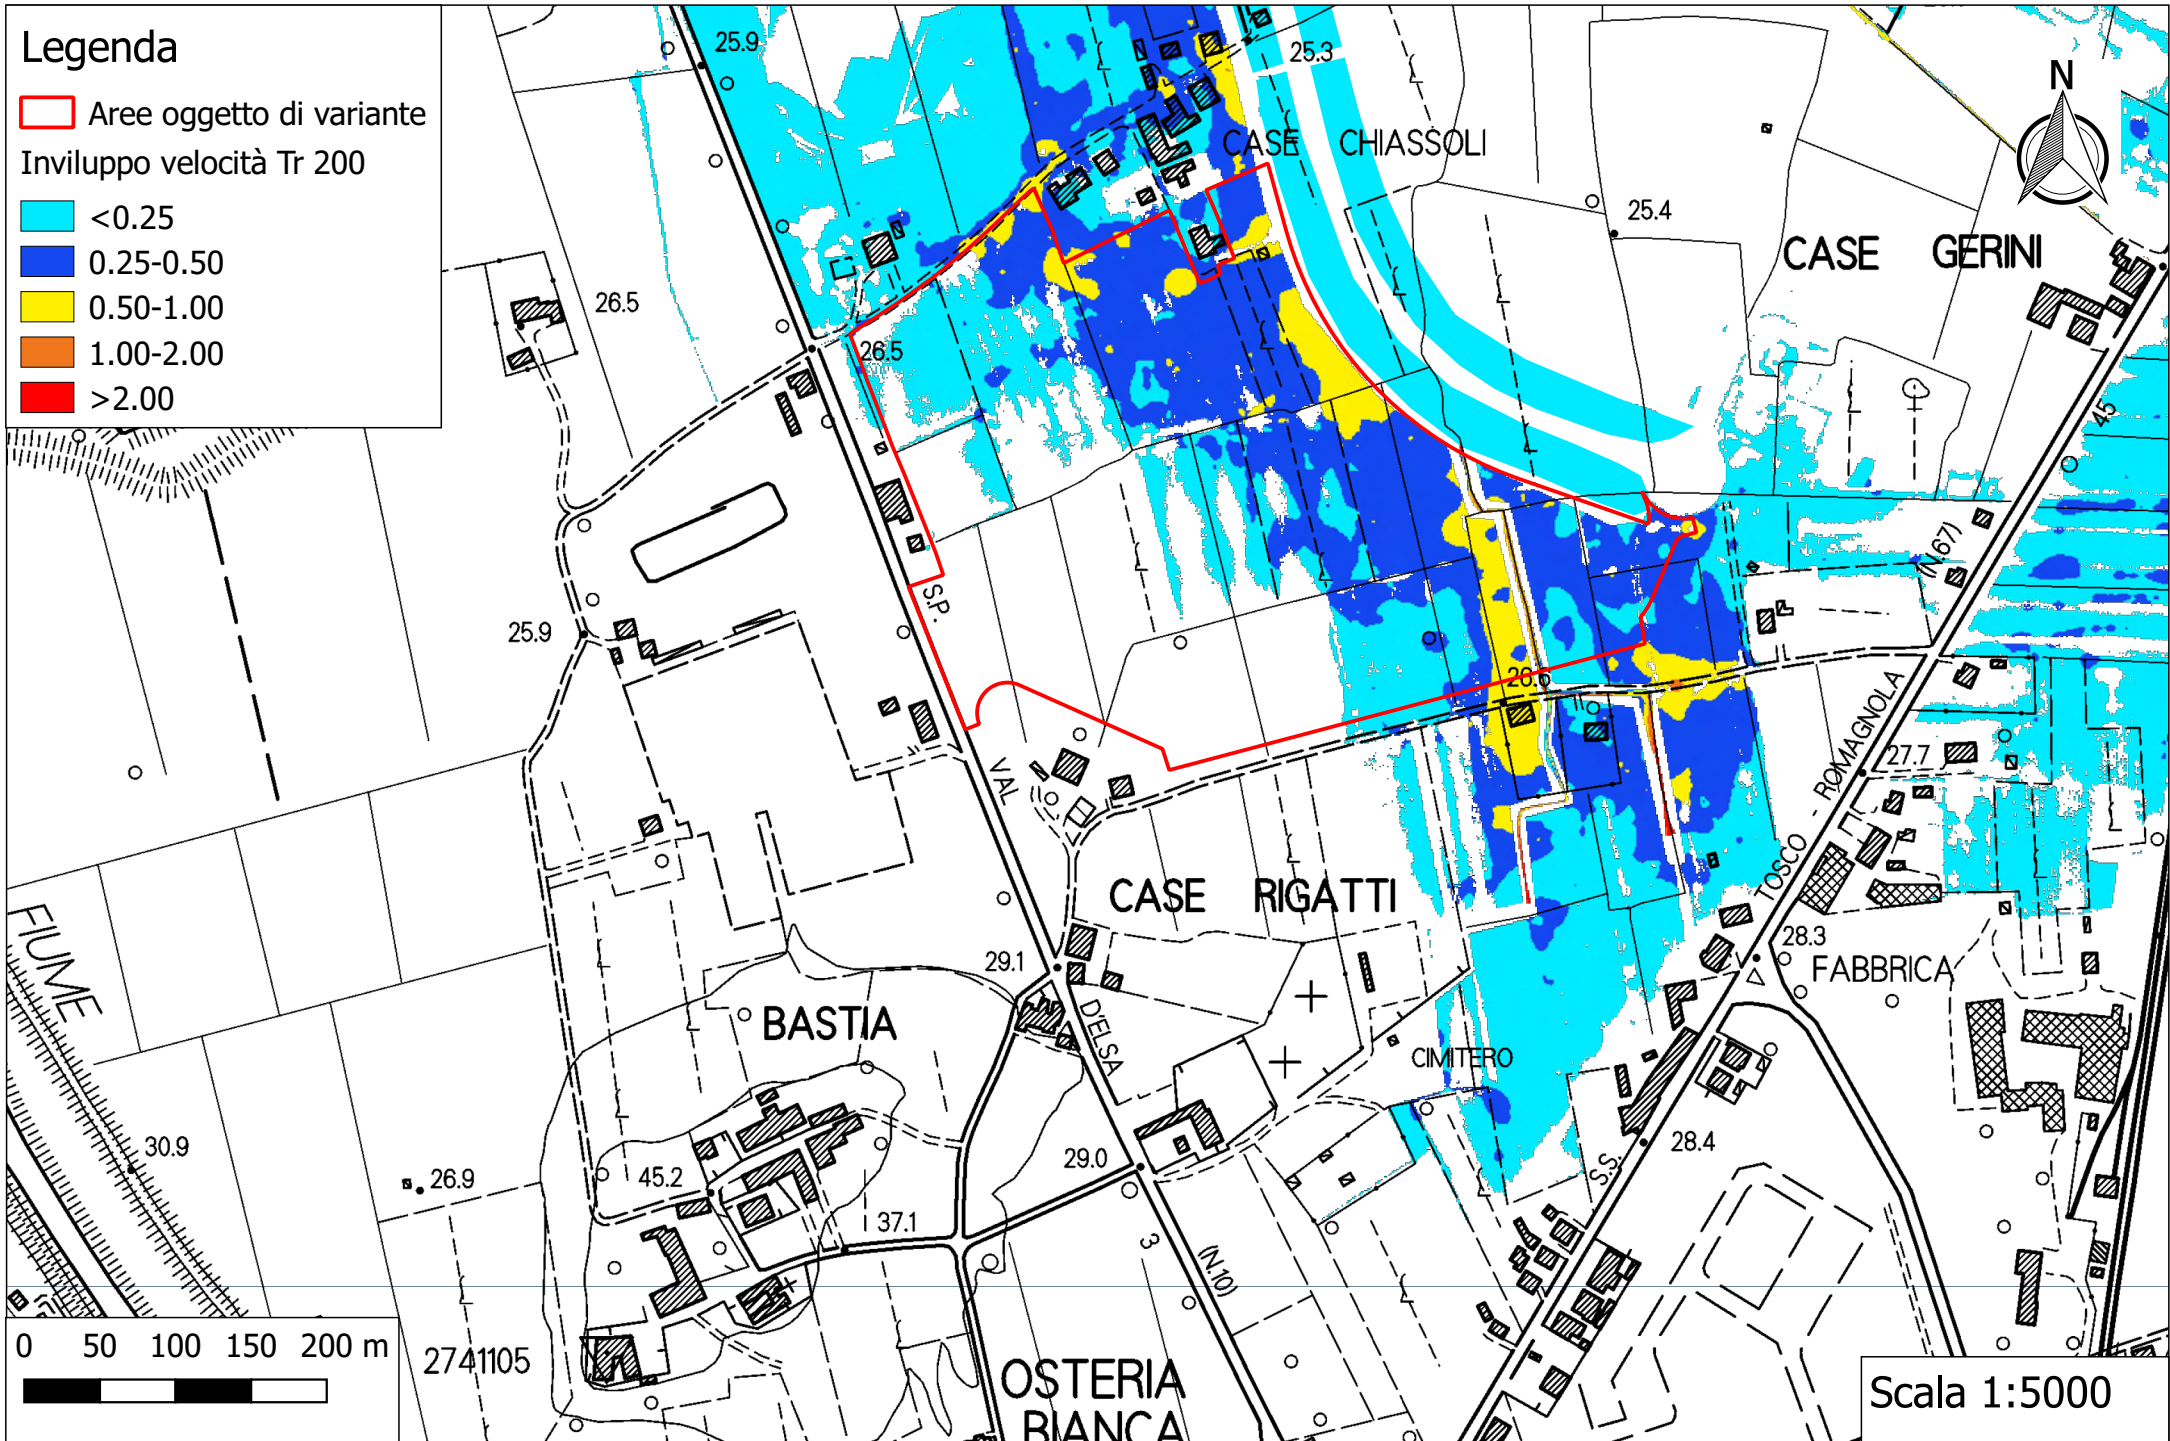 Legenda
Aree oggetto di variante
Inviluppo velocità Tr 200
<0.25
0.25-0.50
0.50-1.00
1.00-2.00
>2.00
25.9
25.3
N
CASE CHIASSOLI
25.4
CASE GERINI
26.5
26.5
45
(N.67)
S.P.
25.9
26.6
ROMAGNOLA
-
27.7
VAL
TOSCO
CASE RIGATTI
FIUME
29.1
28.3
FABBRICA
BASTIA
D'ELSA
CIMITERO
30.9
26.9
45.2
29.0
28.4
S.S.
37.1
3
(N.10)
0 50 100 150 200 m
2741105
OSTERIA
BIANCA
Scala 1:5000